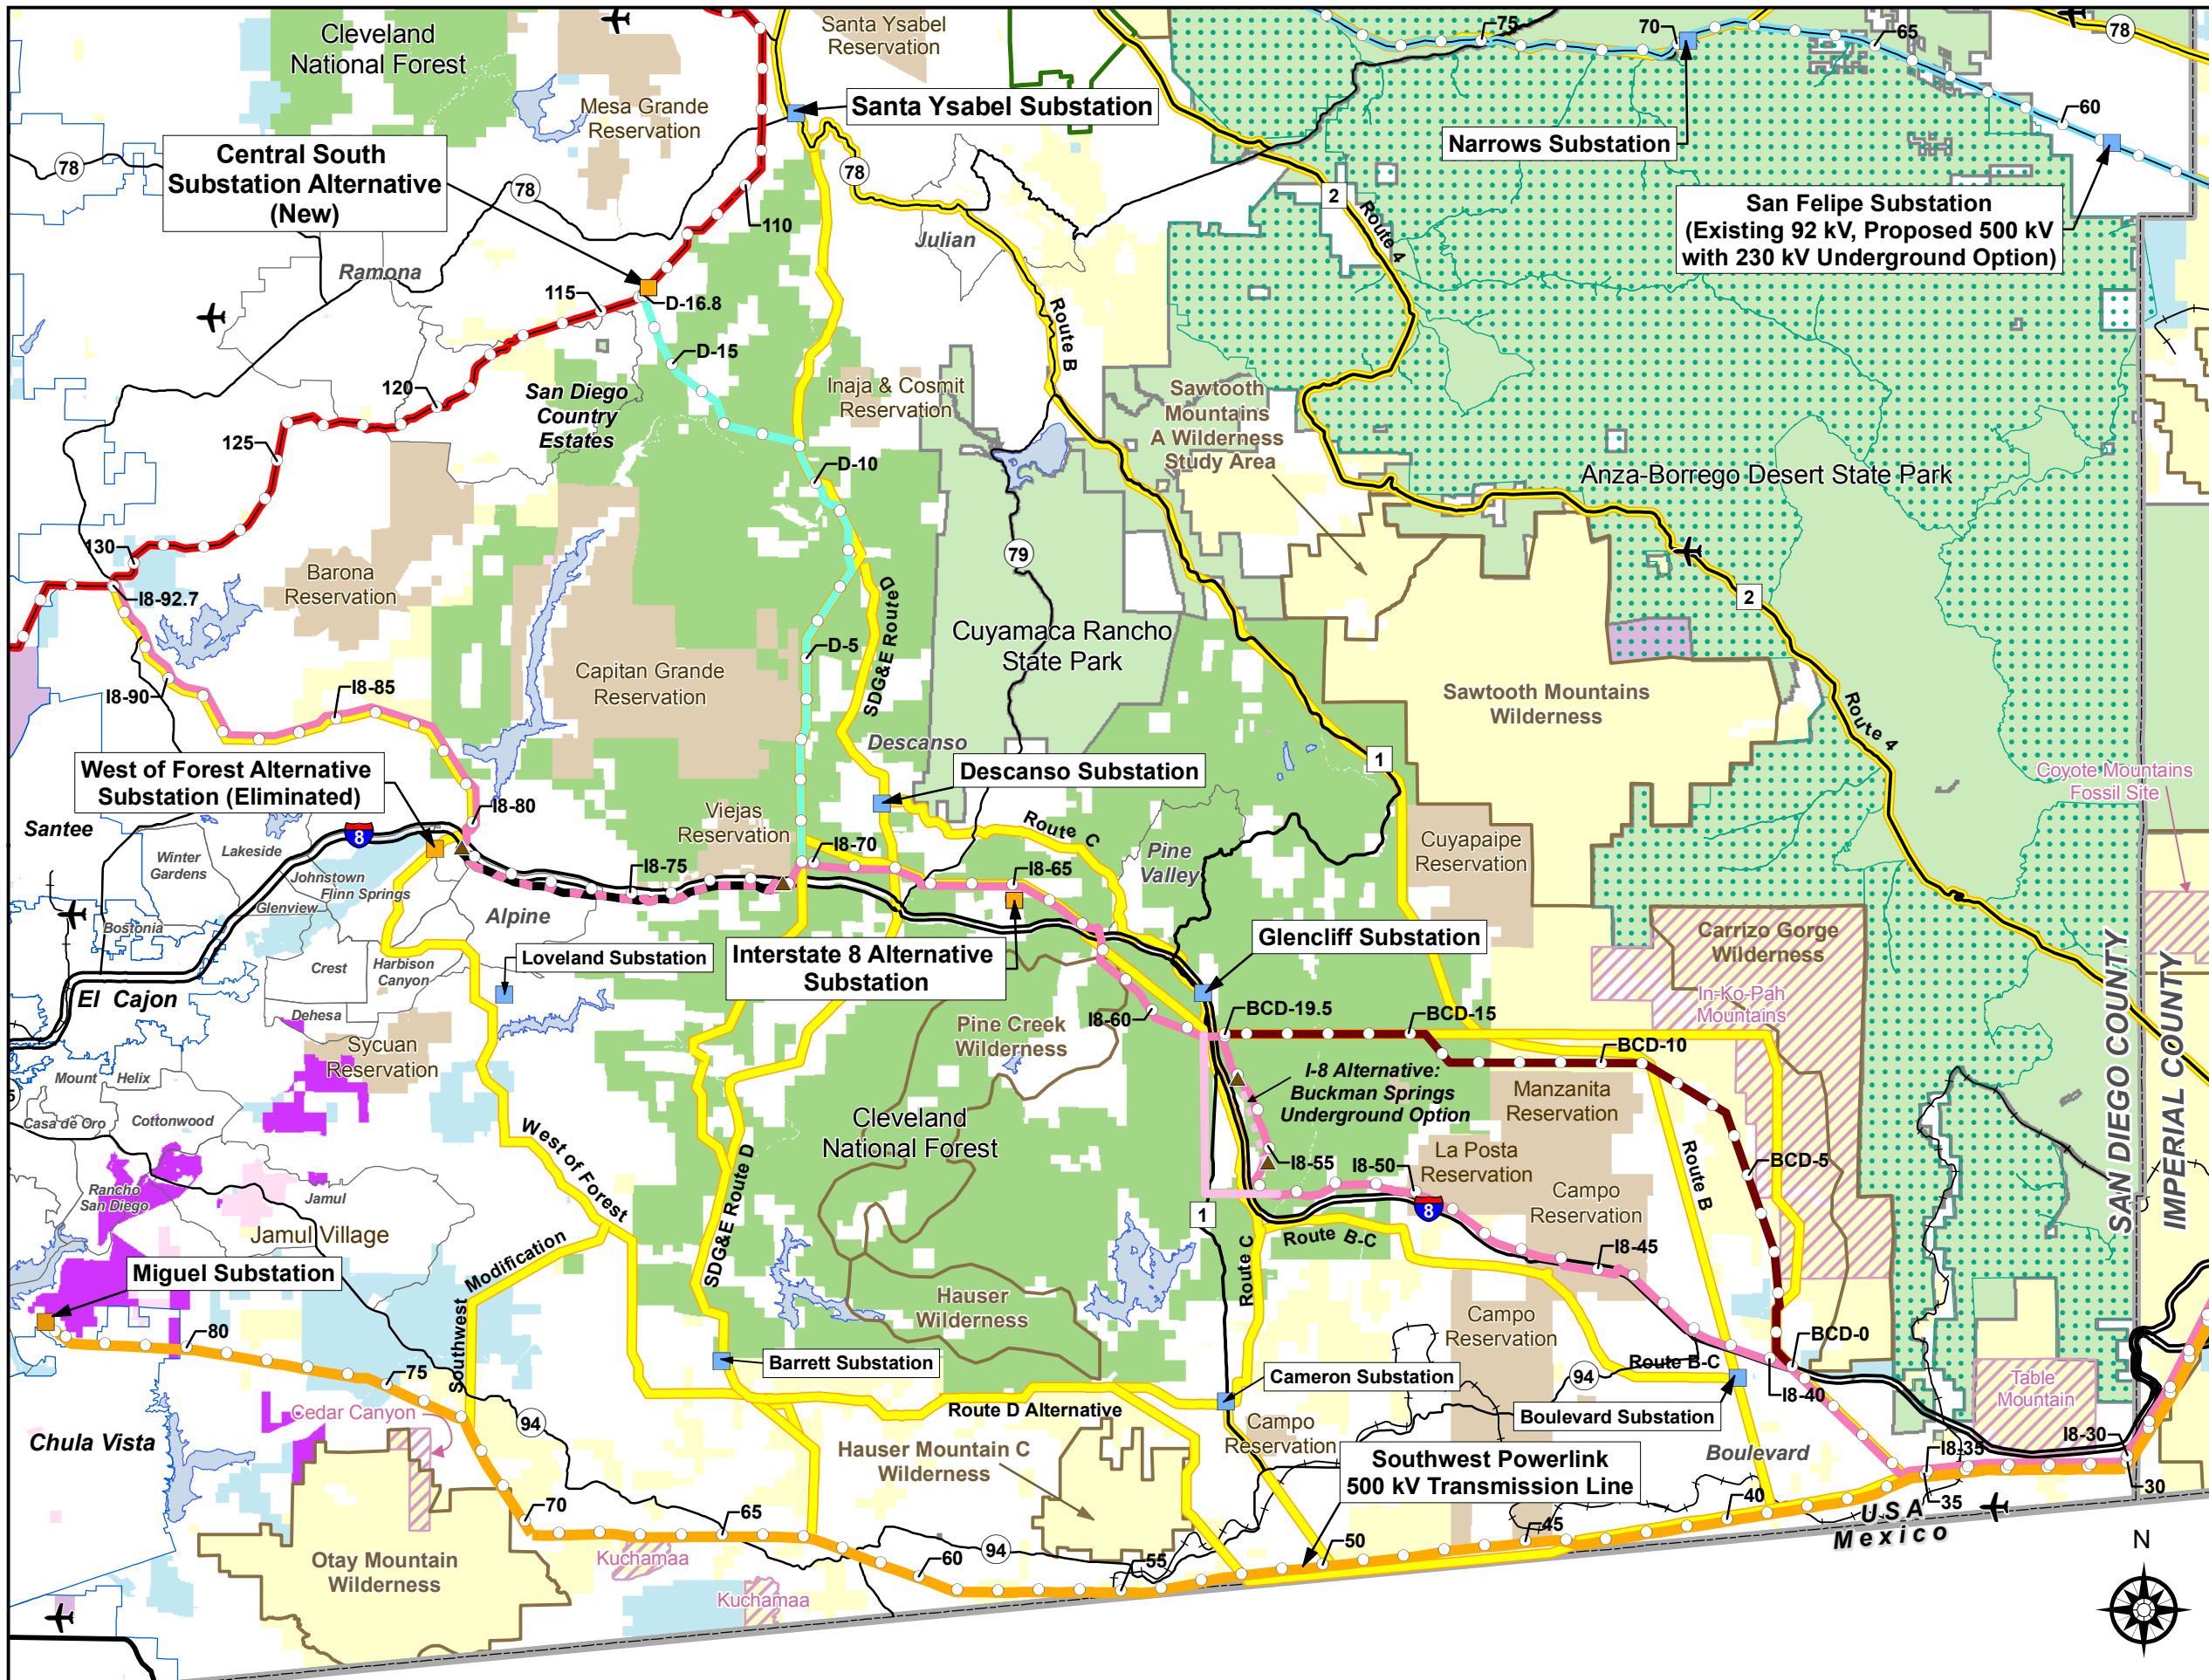 Cleveland
National Forest
Santa Ysabel
Reservation
75
70
65
78
Mesa Grande
Reservation
Santa Ysabel Substation
60
Narrows Substation
Central South
Substation Alternative
(New)
78
78
78
110
2
Route 4
San Felipe Substation
(Existing 92 kV, Proposed 500 kV
with 230 kV Underground Option)
Julian
Ramona
115
D-16.8
Route B
D-15
120
San Diego
Country
Estates
Inaja & Cosmit
Reservation
Sawtooth
Mountains
A Wilderness
Study Area
125
D-10
Anza-Borrego Desert State Park
130
79
Barona
Reservation
I8-92.7
SDG&E Route D
2
Cuyamaca Rancho
State Park
D-5
Capitan Grande
Reservation
I8-90
I8-85
Sawtooth Mountains
Wilderness
Route 4
Descanso
1
West of Forest Alternative
Substation (Eliminated)
Descanso Substation
Coyote Mountains
Fossil Site
I8-80
Viejas
Reservation
Santee
8
Route C
Cuyapaipe
Reservation
Winter
Gardens
Lakeside
I8-70
Pine
Valley
Johnstown
Flinn Springs
I8-75
I8-65
Glenview
Alpine
Bostonia
Glencliff Substation
Carrizo Gorge
Wilderness
Interstate 8 Alternative
Substation
Loveland Substation
Crest
Harbison
Canyon
El Cajon
In-Ko-Pah
Mountains
Dehesa
BCD-19.5
BCD-15
I8-60
Pine Creek
Wilderness
Sycuan
Reservation
BCD-10
Mount Helix
I-8 Alternative:
Buckman Springs
Underground Option
Manzanita
Reservation
Casa de Oro
Cottonwood
Cleveland
National Forest
West of Forest
SDG&E Route D
La Posta
Reservation
Route B
BCD-5
I8-55
I8-50
Rancho
San Diego
Jamul
Campo
Reservation
SAN DIEGO COUNTY
IMPERIAL COUNTY
1
8
Jamul Village
Modification
Route B-C
I8-45
Miguel Substation
Route C
Hauser
Wilderness
Campo
Reservation
80
BCD-0
Southwest
Barrett Substation
Route B-C
75
Cameron Substation
94
I8-40
Table
Mountain
Cedar Canyon
94
Route D Alternative
Boulevard Substation
Chula Vista
Campo
Reservation
Hauser Mountain C
Wilderness
Boulevard
I8-35
I8-30
Southwest Powerlink
500 kV Transmission Line
30
70
65
40
35
USA
Mexico
45
50
94
Otay Mountain
Wilderness
Kuchamaa
60
55
N
Kuchamaa